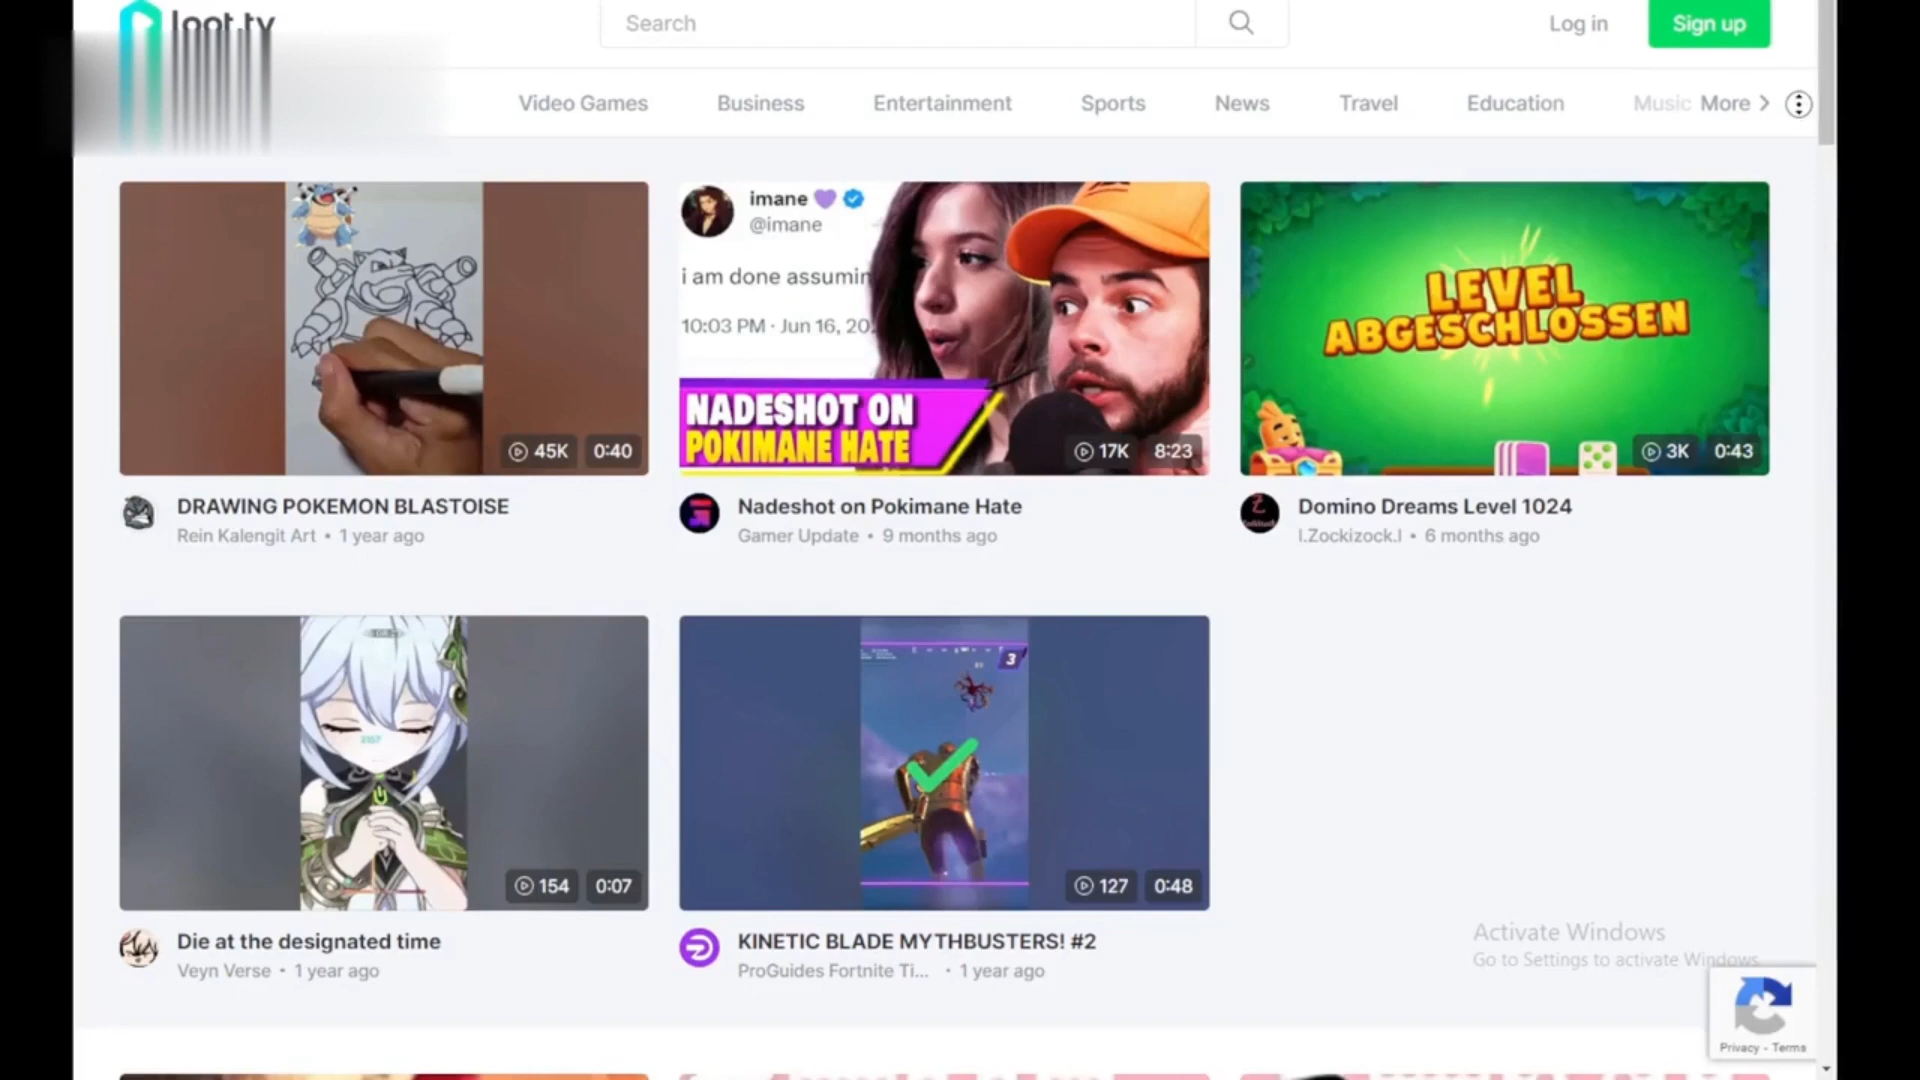 loot.tv
Search
Log in
Sign up
Video Games
Business
Entertainment
Sports
News
Travel
Education
Music
More
imane
@imane
i am done assumin
10:03 PM · Jun 16, 20
NADESHOT ON
POKIMANE HATE
LEVEL
ABGESCHLOSSEN
45K
0:40
17K
8:23
3K
0:43
DRAWING POKEMON BLASTOISE
Rein Kalengit Art • 1 year ago
Nadeshot on Pokimane Hate
Gamer Update • 9 months ago
Domino Dreams Level 1024
I.Zockizock.I • 6 months ago
3
154
0:07
127
0:48
Die at the designated time
Veyn Verse • 1 year ago
KINETIC BLADE MYTHBUSTERS! #2
ProGuides Fortnite Ti... • 1 year ago
Activate Windows
Go to Settings to activate Windows.
Privacy - Terms